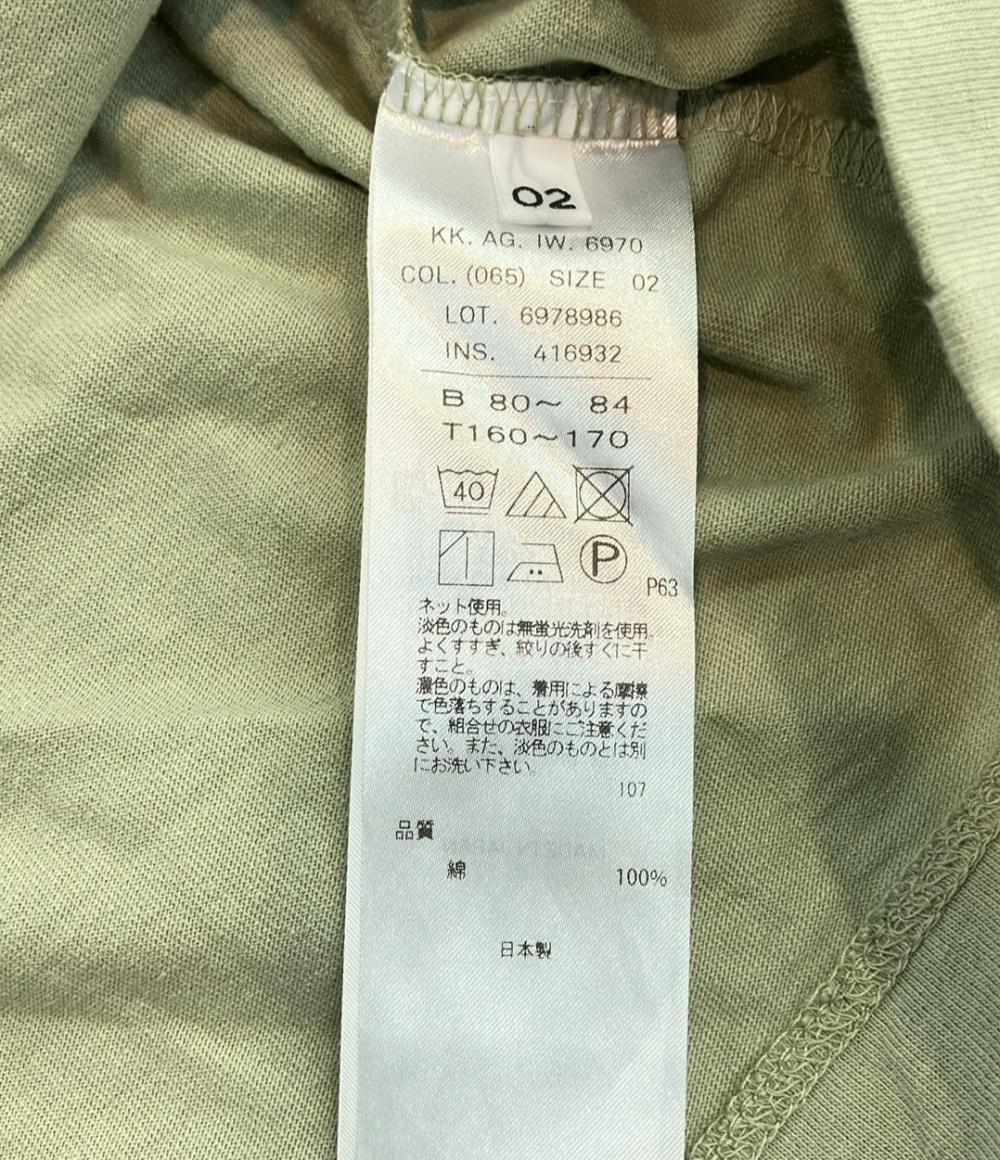 02
KK. AG. IW. 6970
COL. (065) SIZE 02
LOT. 6978986
INS. 416932
B 80～ 84
T160～170
40
P
P63
ネット使用。
淡色のものは無蛍光洗剤を使用。
よくすすぎ、絞りの後すぐに干
すこと。
濃色のものは、着用による摩擦
で色落ちすることがありますの
で、組合せの衣服にご注意くだ
さい。また、淡色のものとは別
にお洗い下さい。
107
品質
綿 100%
日本製